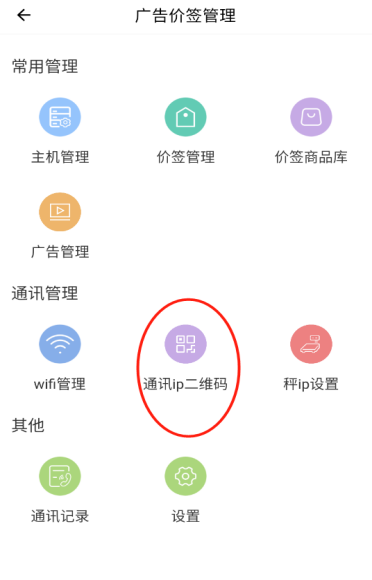 广告价签管理
常用管理
主机管理 价签管理 价签商品库
广告管理
通讯管理
wifi管理 通讯ip二维码 秤ip设置
其他
通讯记录 设置